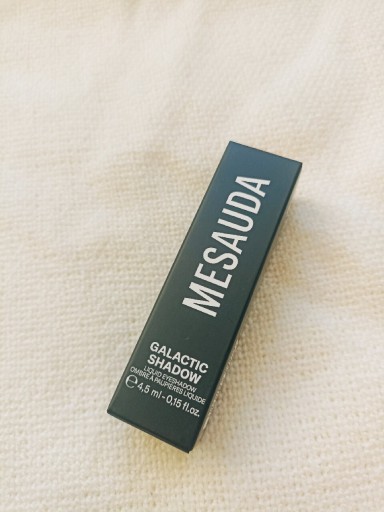 MESAUDA
GALACTIC
SHADOW
LIQUID EYESHADOW
OMBRE À PAUPIÈRES LIQUIDE
℮ 4,5 ml - 0,15 fl.oz.